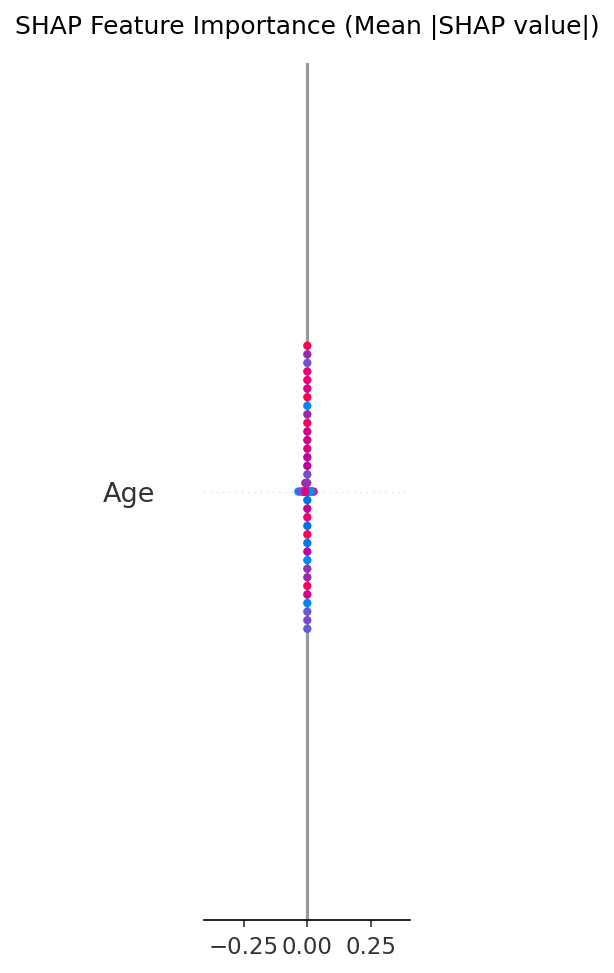 SHAP Feature Importance (Mean |SHAP value|)
Age
−0.25 0.00 0.25